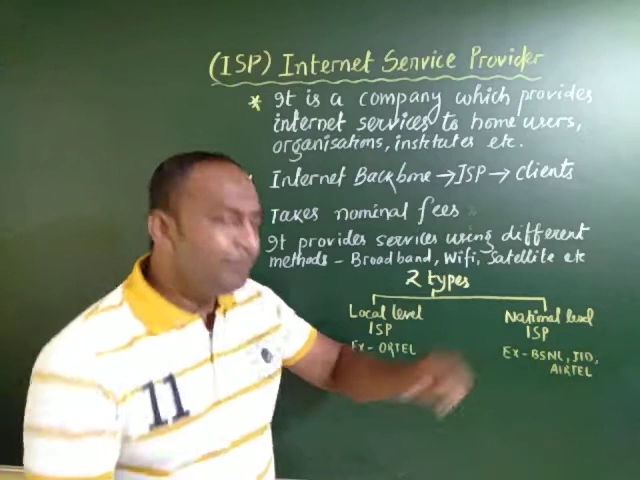 (ISP) Internet Service Provider
* It is a company which provides
internet services to home users,
organisations, institutes etc.
Internet Backbone → ISP → clients
Takes nominal fees
It provides services using different
methods - Broadband, Wifi, Satellite etc
2 types
Local level National level
ISP ISP
Ex - ORTEL Ex - BSNL, JIO,
AIRTEL
11